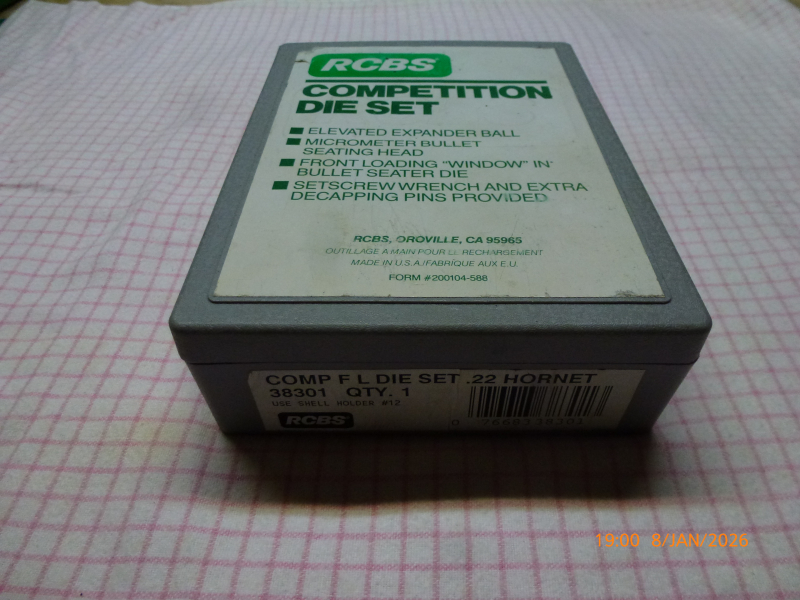 RCBS
COMPETITION
DIE SET
■ ELEVATED EXPANDER BALL
■ MICROMETER BULLET
SEATING HEAD
■ FRONT LOADING "WINDOW" IN
BULLET SEATER DIE
■ SETSCREW WRENCH AND EXTRA
DECAPPING PINS PROVIDED
RCBS, OROVILLE, CA 95965
OUTILLAGE A MAIN POUR LE RECHARSEMENT
MADE IN U.S.A./FABRIQUE AUX E.U.
FORM #200104-588
COMP F L DIE SET .22 HORNET
38301 QTY. 1
USE SHELL HOLDER #12
RCBS
19:00 8/JAN/2026